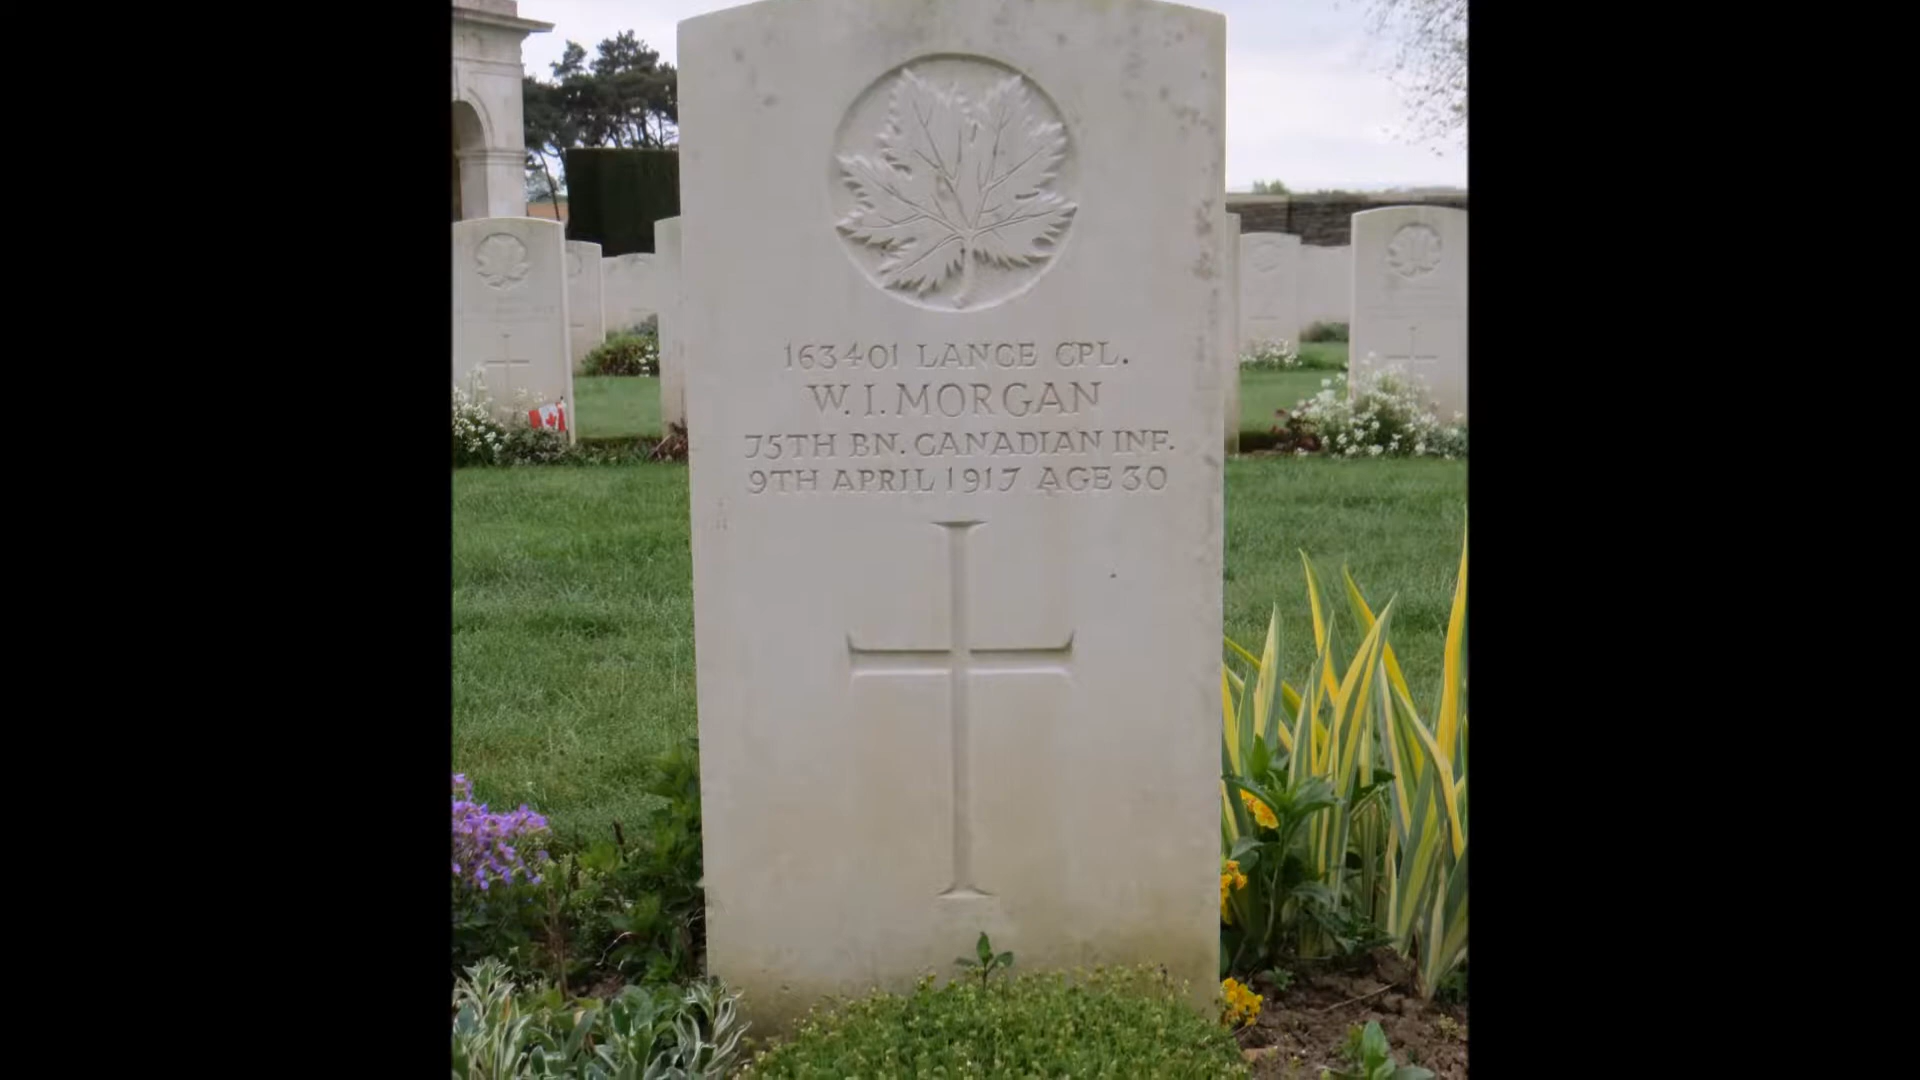 163401 LANCE CPL.
W. I. MORGAN
75TH BN. CANADIAN INF.
9TH APRIL 1917 AGE 30